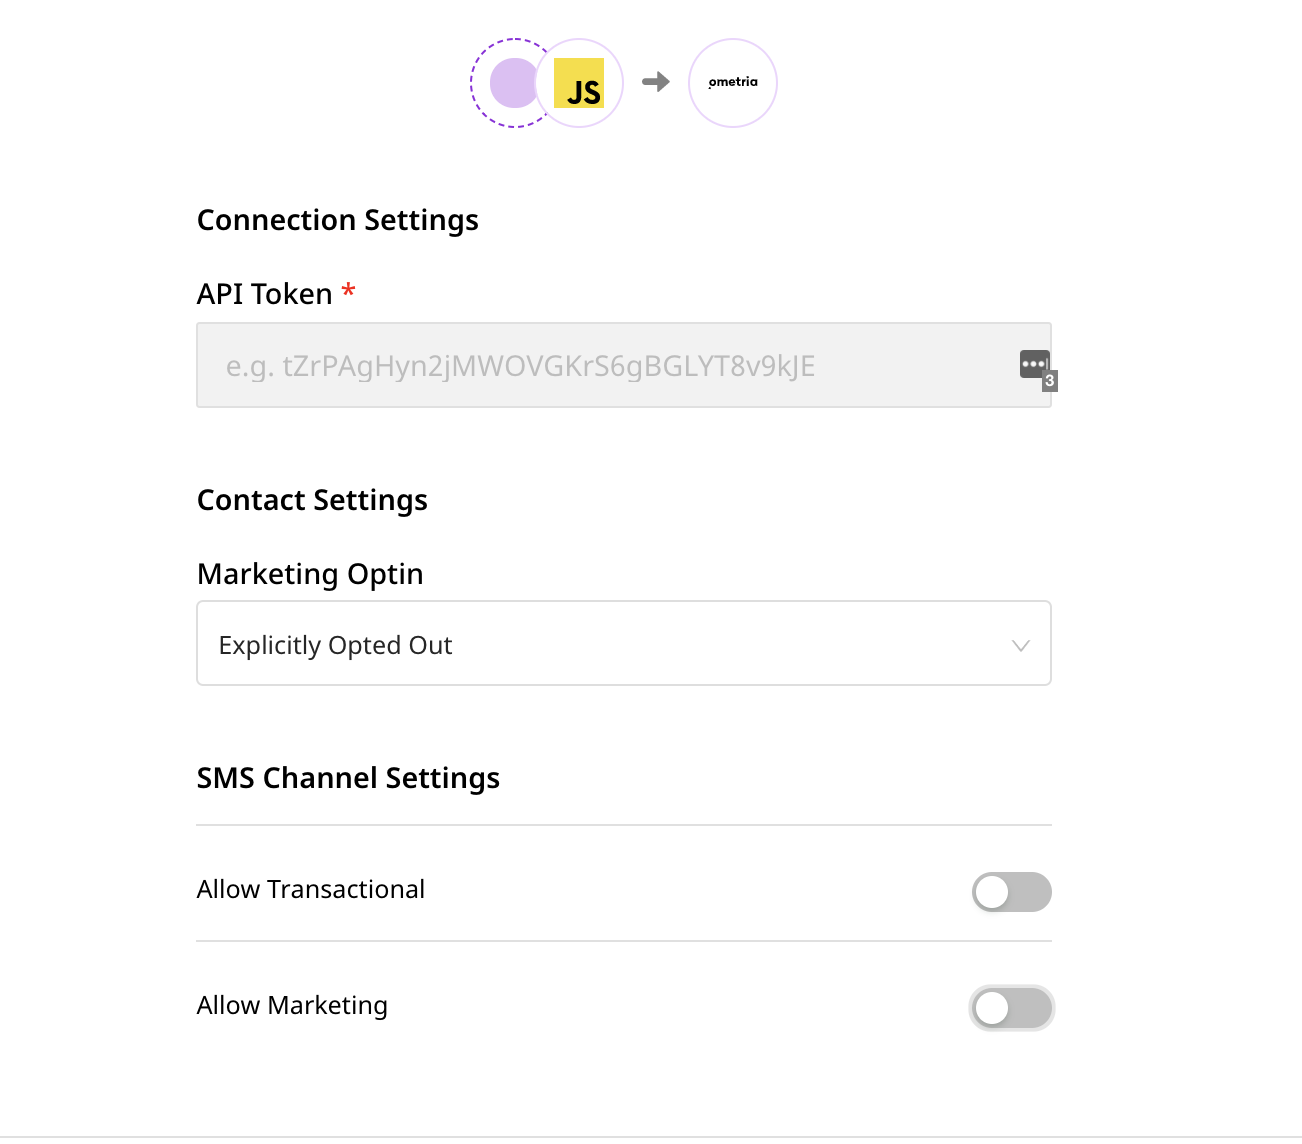 JS
ometria
Connection Settings
API Token *
e.g. tZrPAgHyn2jMWOVGKrS6gBGLYT8v9kJE
3
Contact Settings
Marketing Optin
Explicitly Opted Out
SMS Channel Settings
Allow Transactional
Allow Marketing